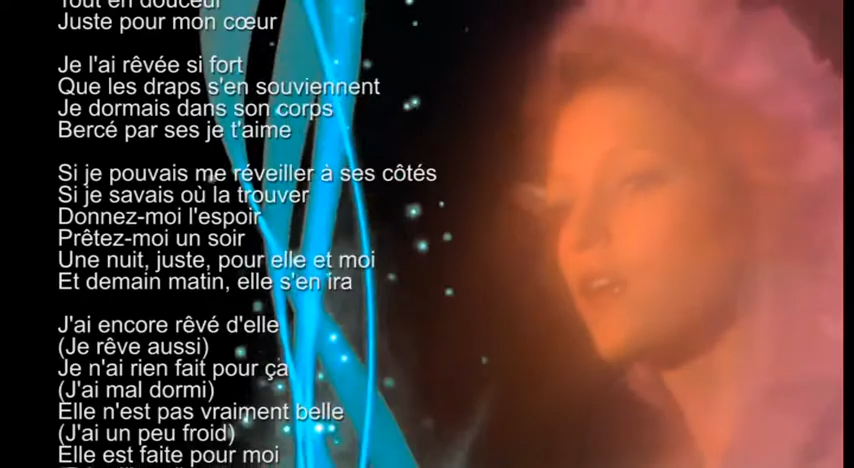 Tout en douceur
Juste pour mon cœur
Je l'ai rêvée si fort
Que les draps s'en souviennent
Je dormais dans son corps
Bercé par ses je t'aime
Si je pouvais me réveiller à ses côtés
Si je savais où la trouver
Donnez-moi l'espoir
Prêtez-moi un soir
Une nuit, juste, pour elle et moi
Et demain matin, elle s'en ira
J'ai encore rêvé d'elle
(Je rêve aussi)
Je n'ai rien fait pour ça
(J'ai mal dormi)
Elle n'est pas vraiment belle
(J'ai un peu froid)
Elle est faite pour moi